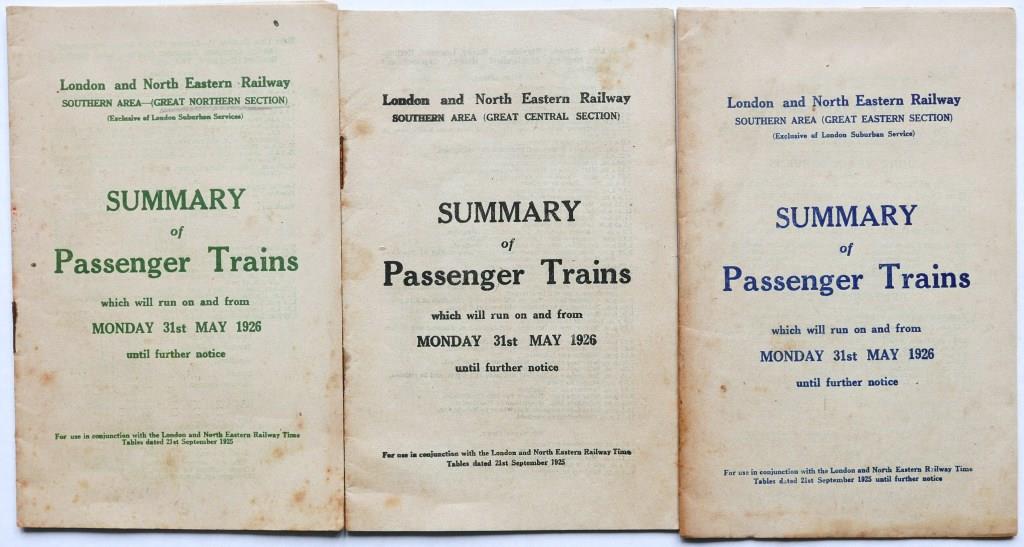 London and North Eastern Railway
SOUTHERN AREA—(GREAT NORTHERN SECTION)
(Exclusive of London Suburban Services)
SUMMARY
of
Passenger Trains
which will run on and from
MONDAY 31st MAY 1926
until further notice
For use in conjunction with the London and North Eastern Railway Time
Tables dated 21st September 1925
London and North Eastern Railway
SOUTHERN AREA (GREAT CENTRAL SECTION)
SUMMARY
of
Passenger Trains
which will run on and from
MONDAY 31st MAY 1926
until further notice
For use in conjunction with the London and North Eastern Railway Time
Tables dated 21st September 1925
London and North Eastern Railway
SOUTHERN AREA (GREAT EASTERN SECTION)
(Exclusive of London Suburban Service)
SUMMARY
of
Passenger Trains
which will run on and from
MONDAY 31st MAY 1926
until further notice
For use in conjunction with the London and North Eastern Railway Time
Tables dated 21st September 1925 until further notice